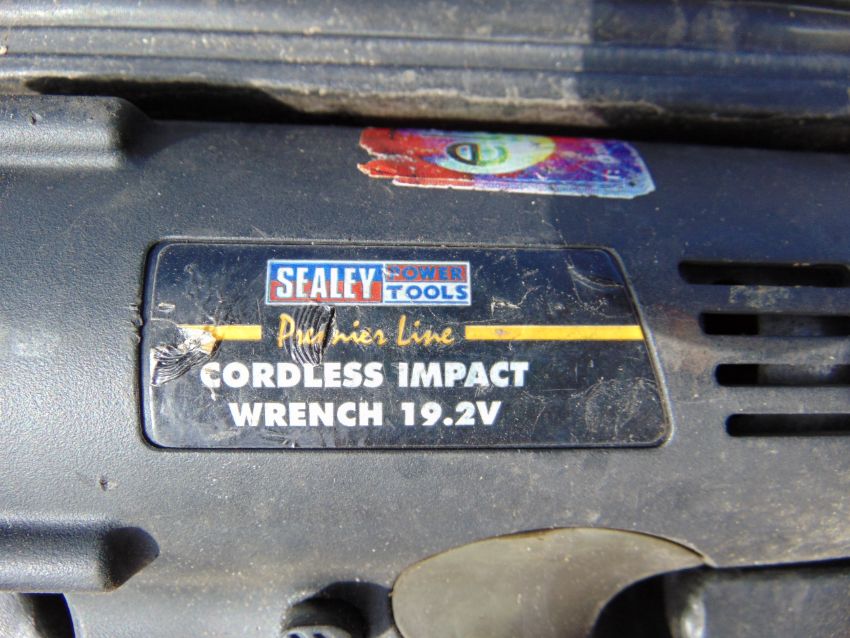 e
SEALEY POWER TOOLS
Premier Line
CORDLESS IMPACT
WRENCH 19.2V